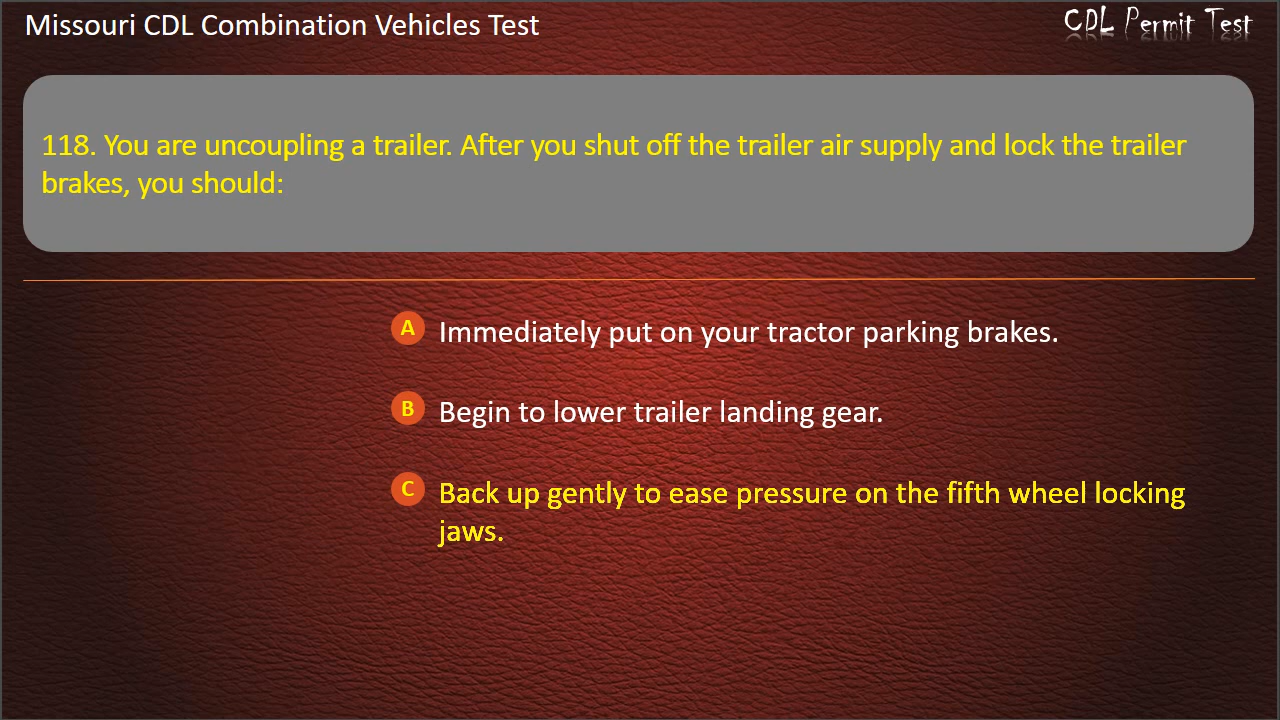 Missouri CDL Combination Vehicles Test
CDL Permit Test
118. You are uncoupling a trailer. After you shut off the trailer air supply and lock the trailer
brakes, you should:
A Immediately put on your tractor parking brakes.
B Begin to lower trailer landing gear.
C Back up gently to ease pressure on the fifth wheel locking
jaws.